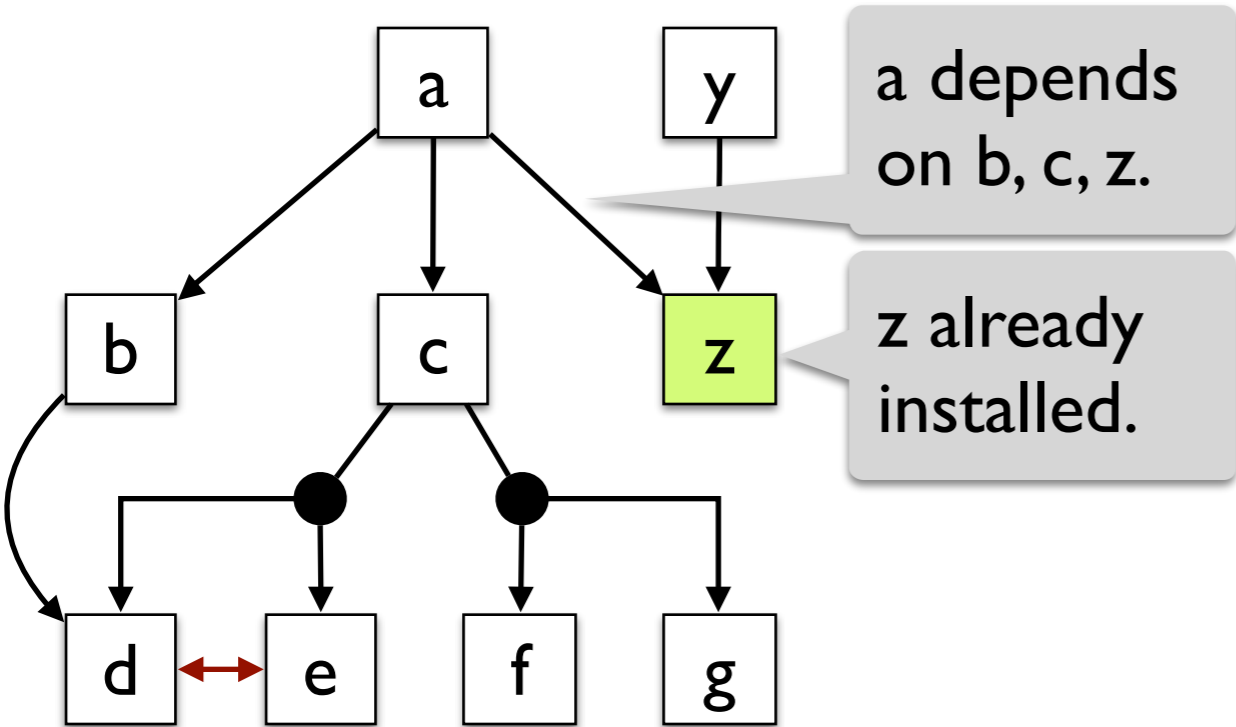 a
y
a depends
on b, c, z.
b
c
z
z already
installed.
d
e
f
g